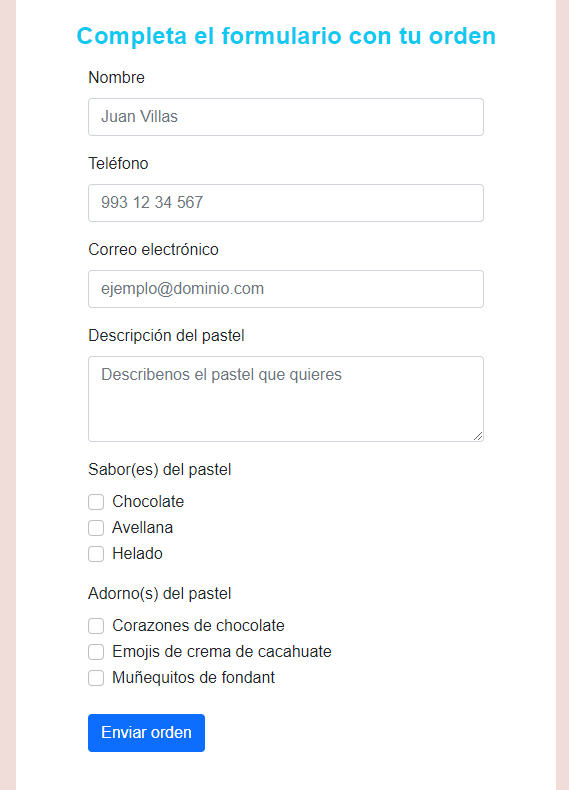 Completa el formulario con tu orden
Nombre
Juan Villas
Teléfono
993 12 34 567
Correo electrónico
ejemplo@dominio.com
Descripción del pastel
Describenos el pastel que quieres
Sabor(es) del pastel
Chocolate
Avellana
Helado
Adorno(s) del pastel
Corazones de chocolate
Emojis de crema de cacahuate
Muñequitos de fondant
Enviar orden